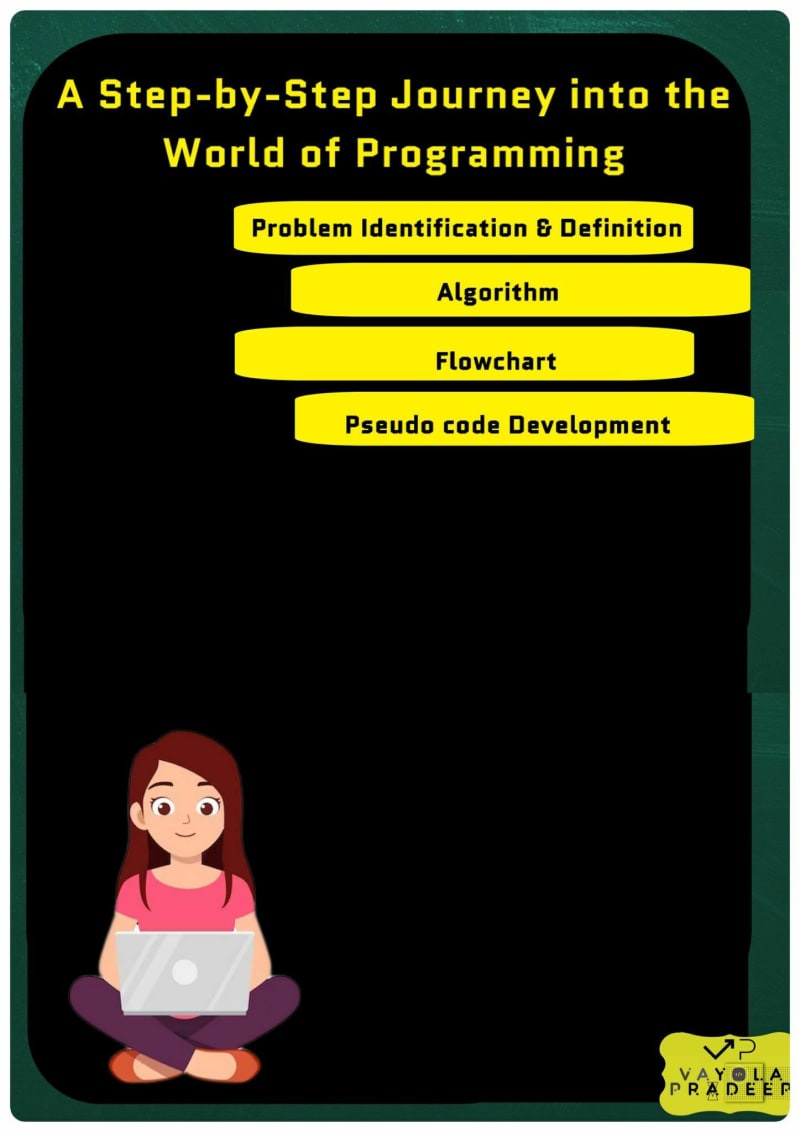 A Step-by-Step Journey into the
World of Programming
Problem Identification & Definition
Algorithm
Flowchart
Pseudo code Development
VP
VAYOLA
PRADEEP